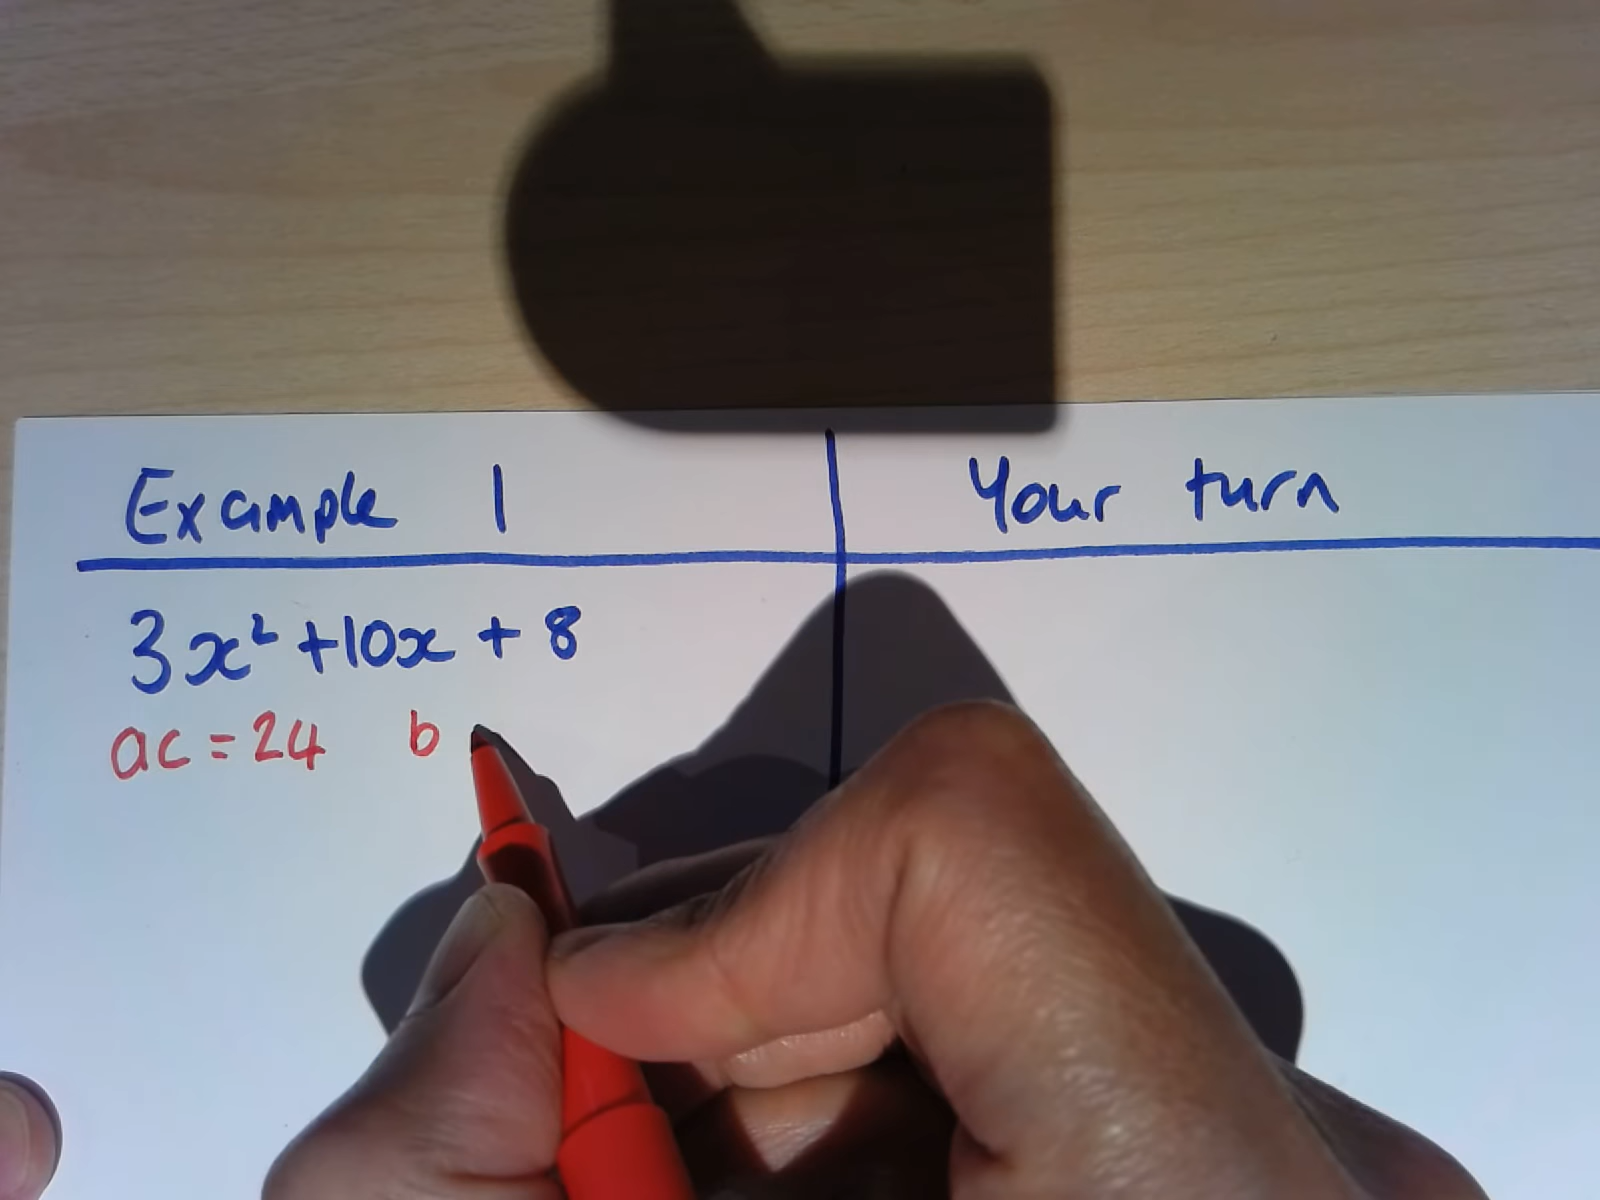 Example 1
Your turn
3x² +10x + 8
ac = 24 b